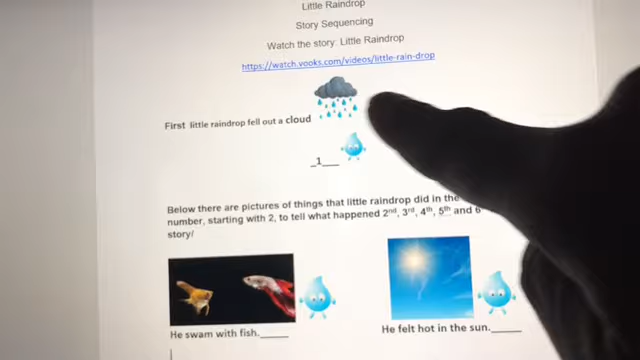 Little Raindrop
Story Sequencing
Watch the story: Little Raindrop
https://watch.vooks.com/videos/little-rain-drop
First little raindrop fell out a cloud
_1___
Below there are pictures of things that little raindrop did in the
number, starting with 2, to tell what happened 2nd, 3rd, 4th, 5th and 6
story/
He swam with fish.____
He felt hot in the sun.____